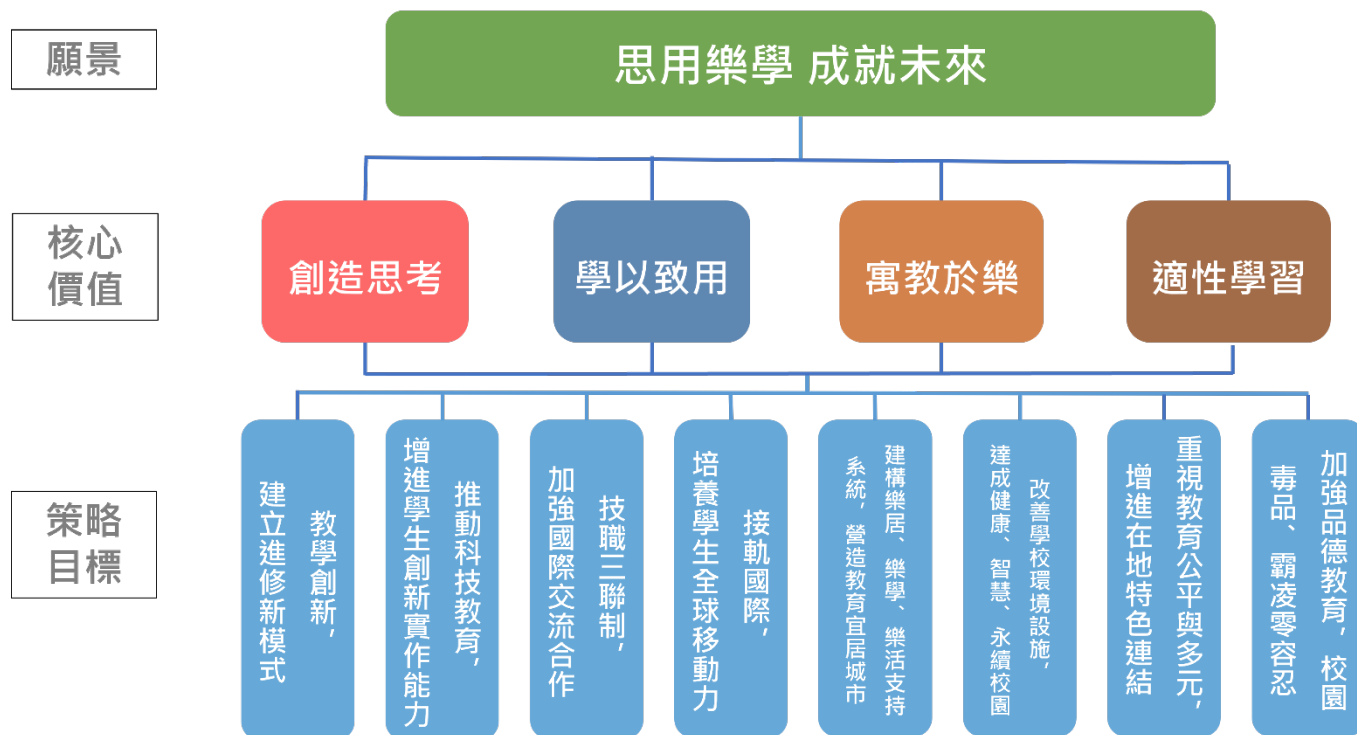 願景
思用樂學 成就未來
核心
價值
創造思考
學以致用
寓教於樂
適性學習
策略
目標
教學創新，
建立進修新模式
推動科技教育，
增進學生創新實作能力
技職三聯制，
加強國際交流合作
接軌國際，
培養學生全球移動力
建構樂居、樂學、樂活支持
系統，營造教育宜居城市
改善學校環境設施，
達成健康、智慧、永續校園
重視教育公平與多元，
增進在地特色連結
加強品德教育，校園
毒品、霸凌零容忍